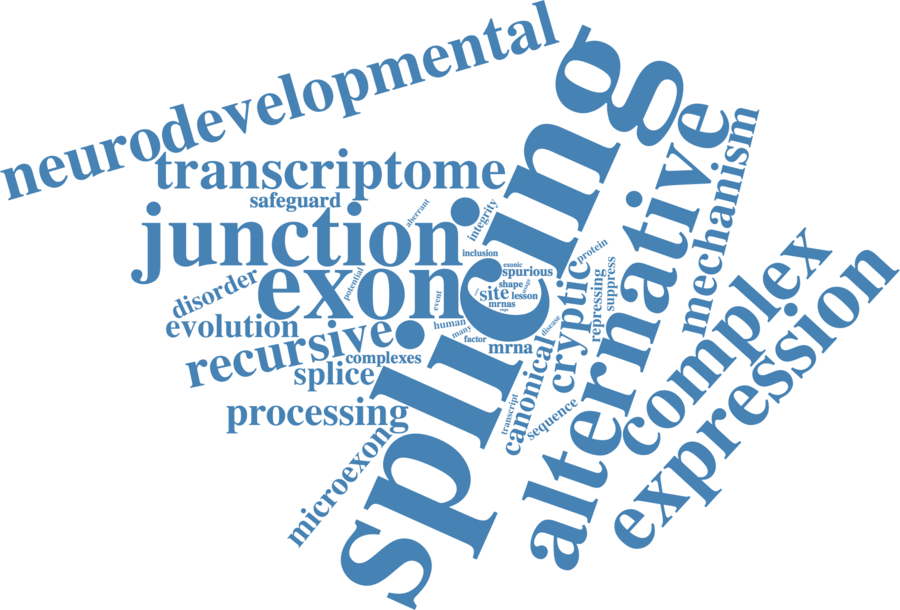 neurodevelopmental
splicing
alternative
mechanism
transcriptome
safeguard
aberrant
integrity
junction
inclusion
exonic
spurious
protein
exon
potential
event
shape
site
lesson
mrnas
cryptic
repressing
suppress
complex
expression
disorder
evolution
human
many
factor
disease
recursive
complexes
mrna
canonical
splice
processing
transcript
sequence
microexon